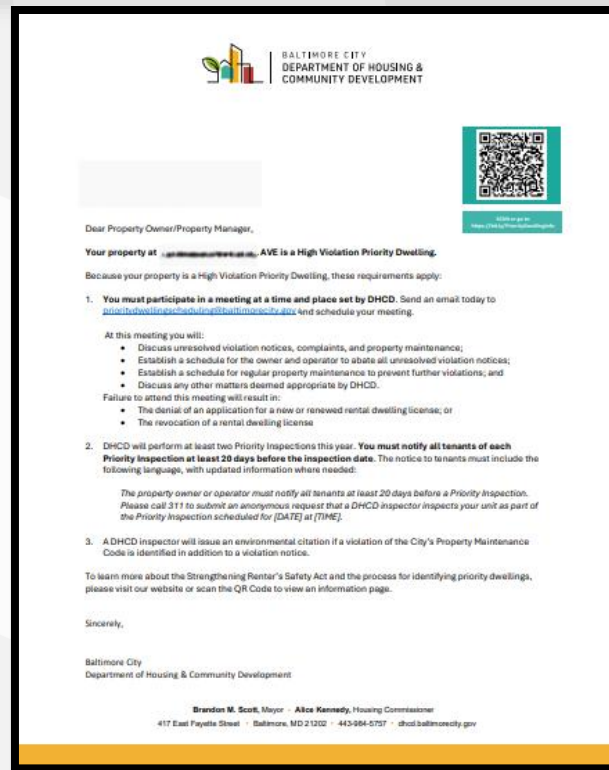 BALTIMORE CITY
DEPARTMENT OF HOUSING &
COMMUNITY DEVELOPMENT
SCAN or go to
Dear Property Owner/Property Manager,
Your property at AVE is a High Violation Priority Dwelling.
Because your property is a High Violation Priority Dwelling, these requirements apply:
1. You must participate in a meeting at a time and place set by DHCD. Send an email today to
prioritydwellingscheduling@baltimorecity.gov and schedule your meeting.
At this meeting you will:
• Discuss unresolved violation notices, complaints, and property maintenance;
• Establish a schedule for the owner and operator to abate all unresolved violation notices;
• Establish a schedule for regular property maintenance to prevent further violations; and
• Discuss any other matters deemed appropriate by DHCD.
Failure to attend this meeting will result in:
• The denial of an application for a new or renewed rental dwelling license; or
• The revocation of a rental dwelling license
2. DHCD will perform at least two Priority Inspections this year. You must notify all tenants of each
Priority Inspection at least 20 days before the inspection date. The notice to tenants must include the
following language, with updated information where needed:
The property owner or operator must notify all tenants at least 20 days before a Priority Inspection.
Please call 311 to submit an anonymous request that a DHCD inspector inspects your unit as part of
the Priority Inspection scheduled for [DATE] at [TIME].
3. A DHCD inspector will issue an environmental citation if a violation of the City's Property Maintenance
Code is identified in addition to a violation notice.
To learn more about the Strengthening Renter's Safety Act and the process for identifying priority dwellings,
please visit our website or scan the QR Code to view an information page.
Sincerely,
Baltimore City
Department of Housing & Community Development
Brandon M. Scott, Mayor • Alice Kennedy, Housing Commissioner
417 East Fayette Street • Baltimore, MD 21202 • 443-984-5757 • dhcd.baltimorecity.gov